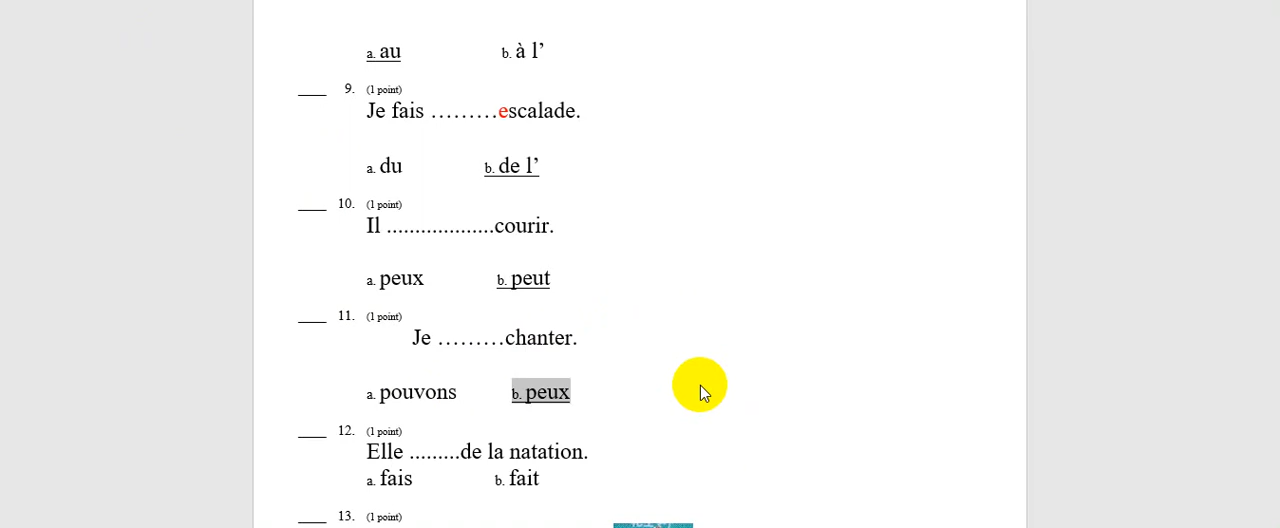 a. au b. à l’
___ 9. (1 point)
Je fais ………escalade.
a. du b. de l’
___ 10. (1 point)
Il ...................courir.
a. peux b. peut
___ 11. (1 point)
Je ………chanter.
a. pouvons b. peux
___ 12. (1 point)
Elle .........de la natation.
a. fais b. fait
___ 13. (1 point)